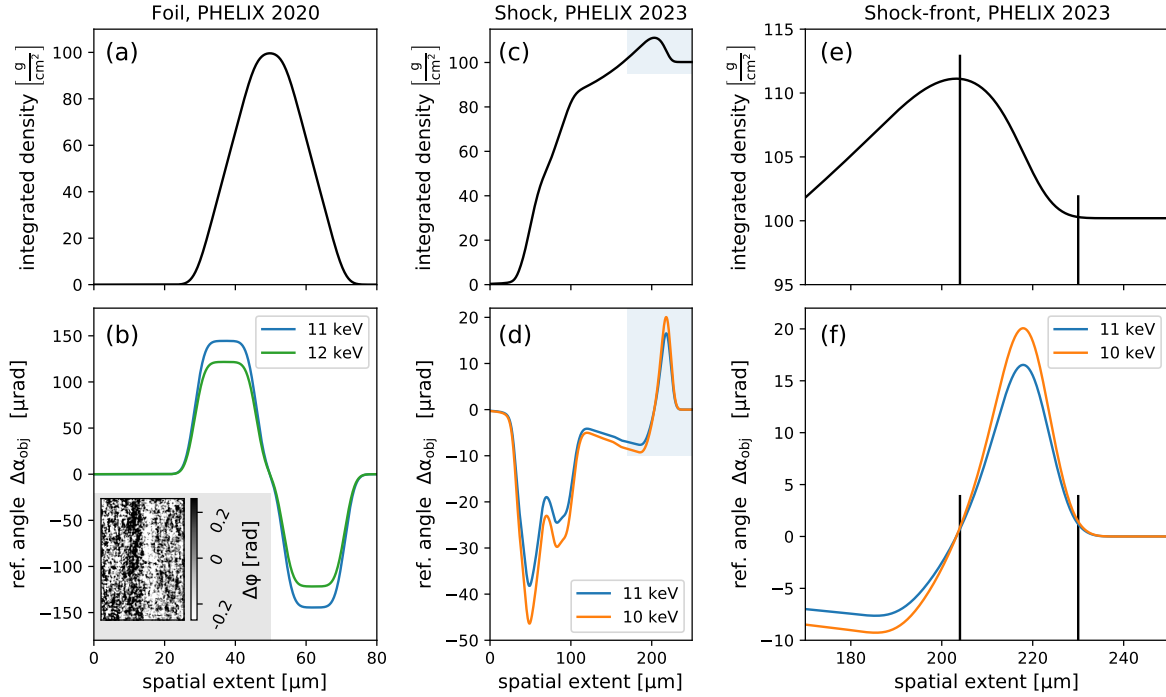 Foil, PHELIX 2020
(a)
integrated density [g/cm²]
100
80
60
40
20
0
Shock, PHELIX 2023
(c)
integrated density [g/cm²]
100
80
60
40
20
0
Shock-front, PHELIX 2023
(e)
integrated density [g/cm²]
115
110
105
100
95
(b)
11 keV
12 keV
ref. angle Δα_obj [μrad]
150
100
50
0
−50
−100
−150
0.2
0
-0.2
Δφ [rad]
0
20
40
60
80
spatial extent [μm]
(d)
11 keV
10 keV
ref. angle Δα_obj [μrad]
20
10
0
−10
−20
−30
−40
−50
0
100
200
spatial extent [μm]
(f)
11 keV
10 keV
ref. angle Δα_obj [μrad]
20
15
10
5
0
−5
−10
180
200
220
240
spatial extent [μm]